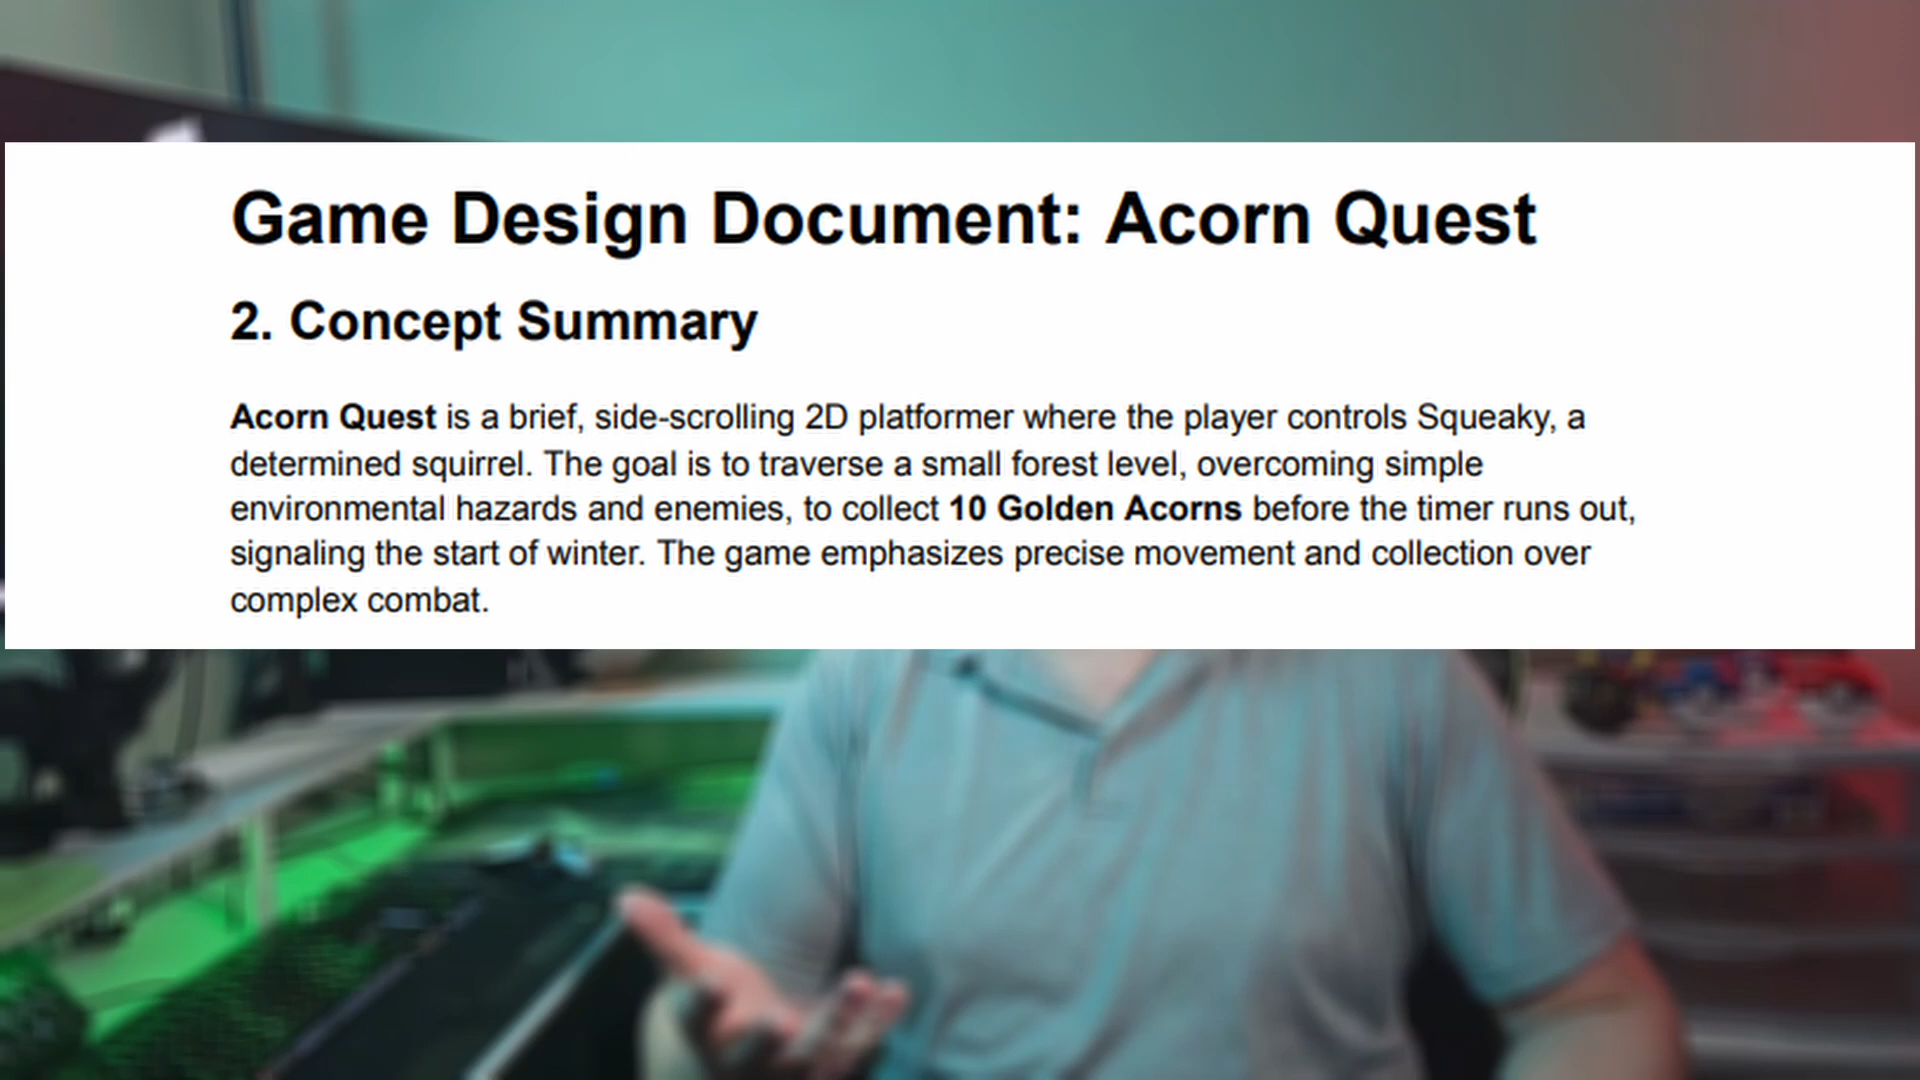 Game Design Document: Acorn Quest
2. Concept Summary
Acorn Quest is a brief, side-scrolling 2D platformer where the player controls Squeaky, a
determined squirrel. The goal is to traverse a small forest level, overcoming simple
environmental hazards and enemies, to collect 10 Golden Acorns before the timer runs out,
signaling the start of winter. The game emphasizes precise movement and collection over
complex combat.